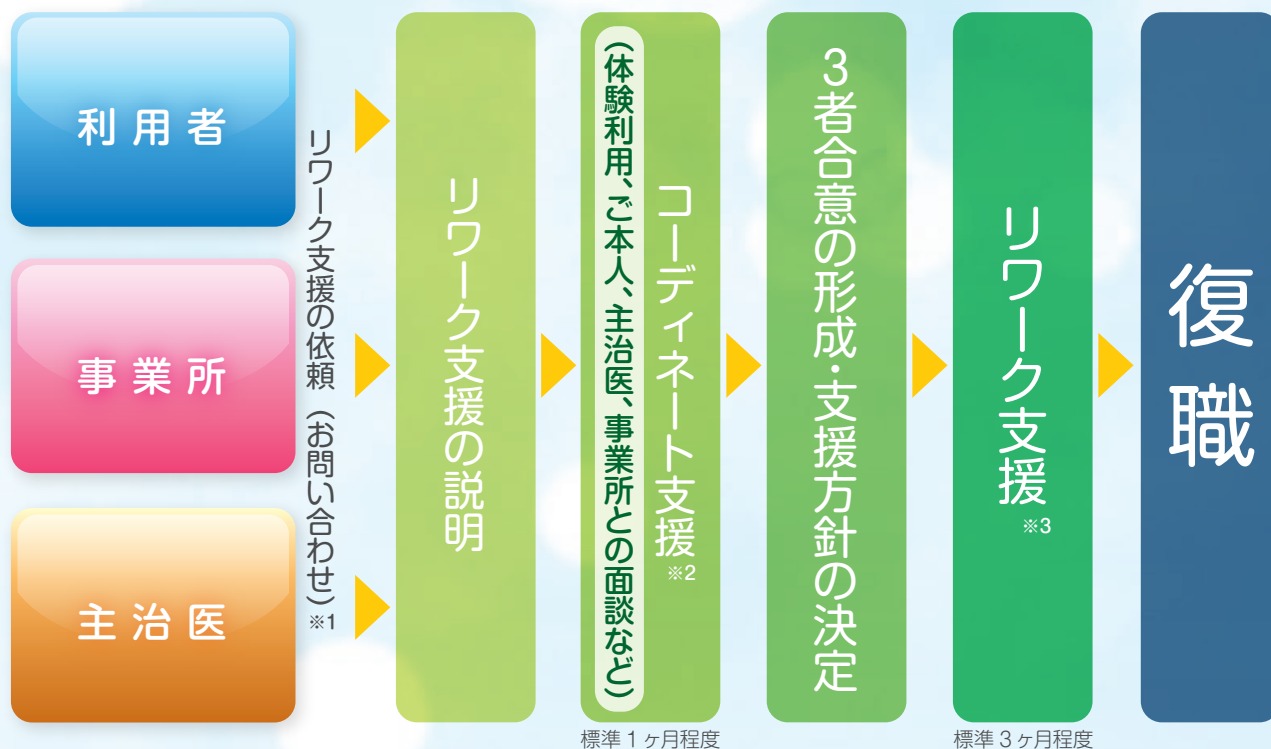 利用者
事業所
主治医
リワーク支援の依頼（お問い合わせ）※1
リワーク支援の説明
コーディネート支援※2
（体験利用、ご本人、主治医、事業所との面談など）
標準1ヶ月程度
3者合意の形成・支援方針の決定
リワーク支援※3
標準3ヶ月程度
復職